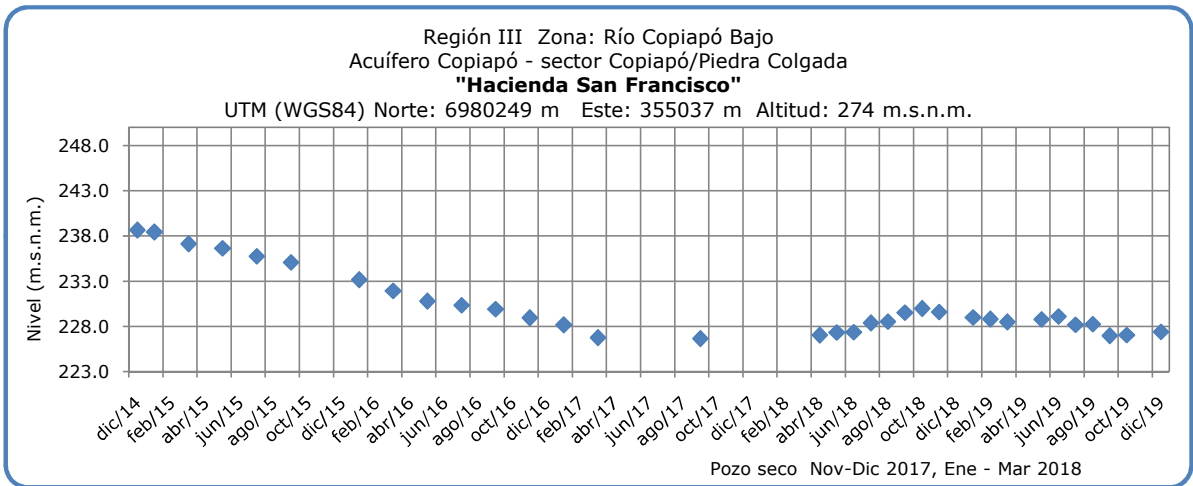 Región III  Zona: Río Copiapó Bajo
Acuífero Copiapó - sector Copiapó/Piedra Colgada
"Hacienda San Francisco"
UTM (WGS84) Norte: 6980249 m   Este: 355037 m  Altitud: 274 m.s.n.m.
Nivel (m.s.n.m.)
248.0
243.0
238.0
233.0
228.0
223.0
dic/14
feb/15
abr/15
jun/15
ago/15
oct/15
dic/15
feb/16
abr/16
jun/16
ago/16
oct/16
dic/16
feb/17
abr/17
jun/17
ago/17
oct/17
dic/17
feb/18
abr/18
jun/18
ago/18
oct/18
dic/18
feb/19
abr/19
jun/19
ago/19
oct/19
dic/19
Pozo seco  Nov-Dic 2017, Ene - Mar 2018